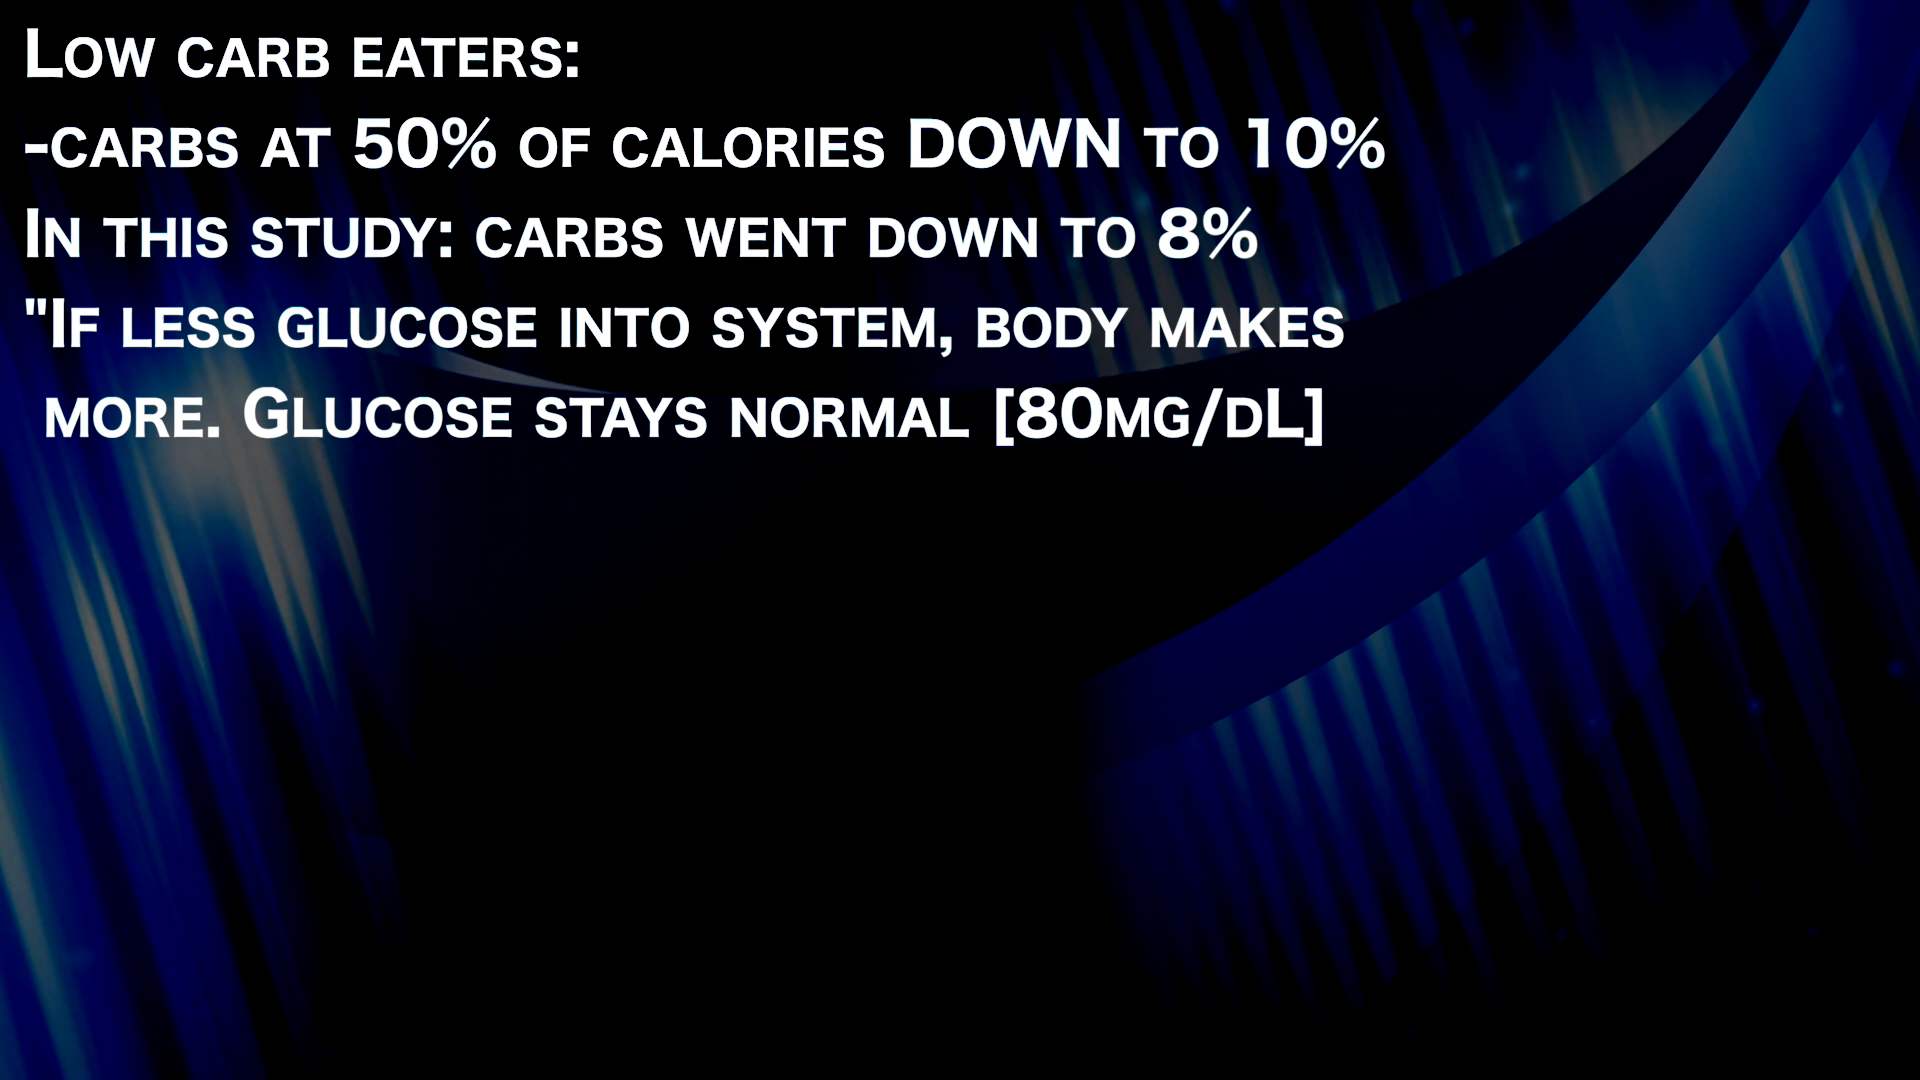 Low carb eaters:
-carbs at 50% of calories DOWN to 10%
In this study: carbs went down to 8%
"If less glucose into system, body makes
more. Glucose stays normal [80mg/dL]